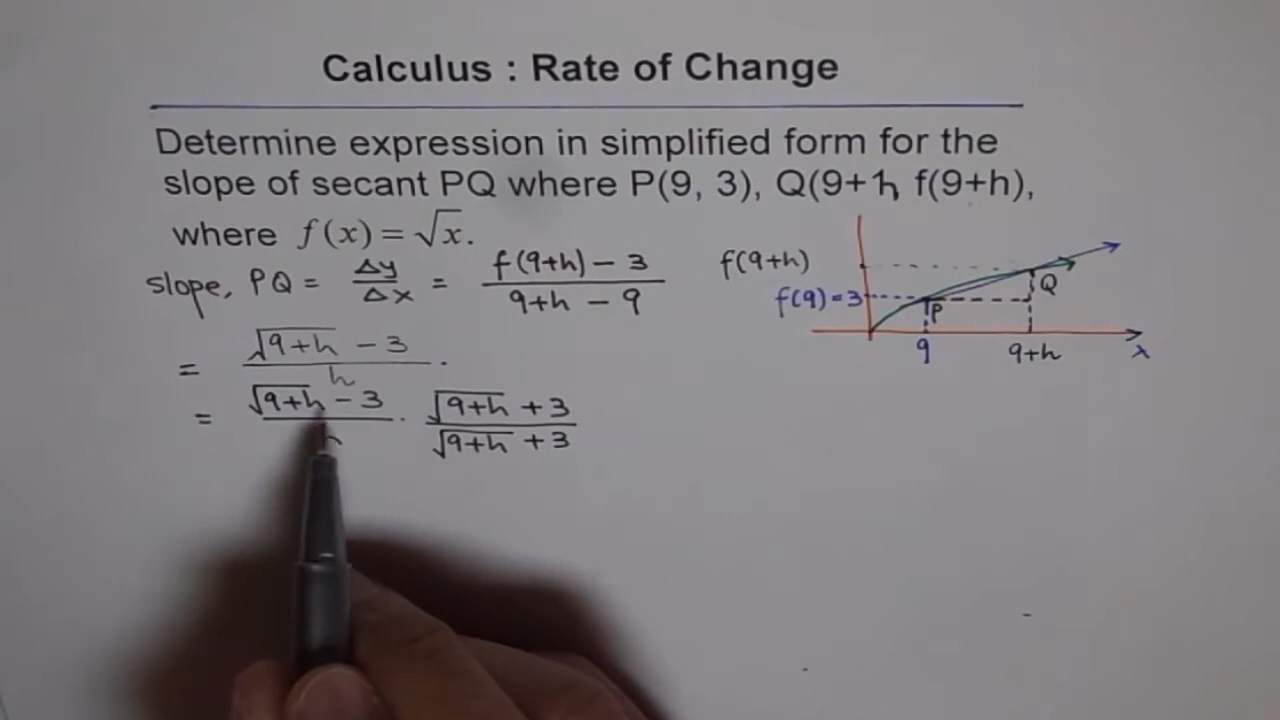 Calculus : Rate of Change
Determine expression in simplified form for the
slope of secant PQ where P(9, 3), Q(9+h, f(9+h),
where f(x) = √x.
slope, PQ = Δy/Δx = (f(9+h) − 3)/(9+h − 9)
= (√(9+h) − 3)/h .
= (√(9+h) − 3)/h · (√(9+h) + 3)/(√(9+h) + 3)
f(9+h)
f(9)=3
P
Q
9
9+h
x